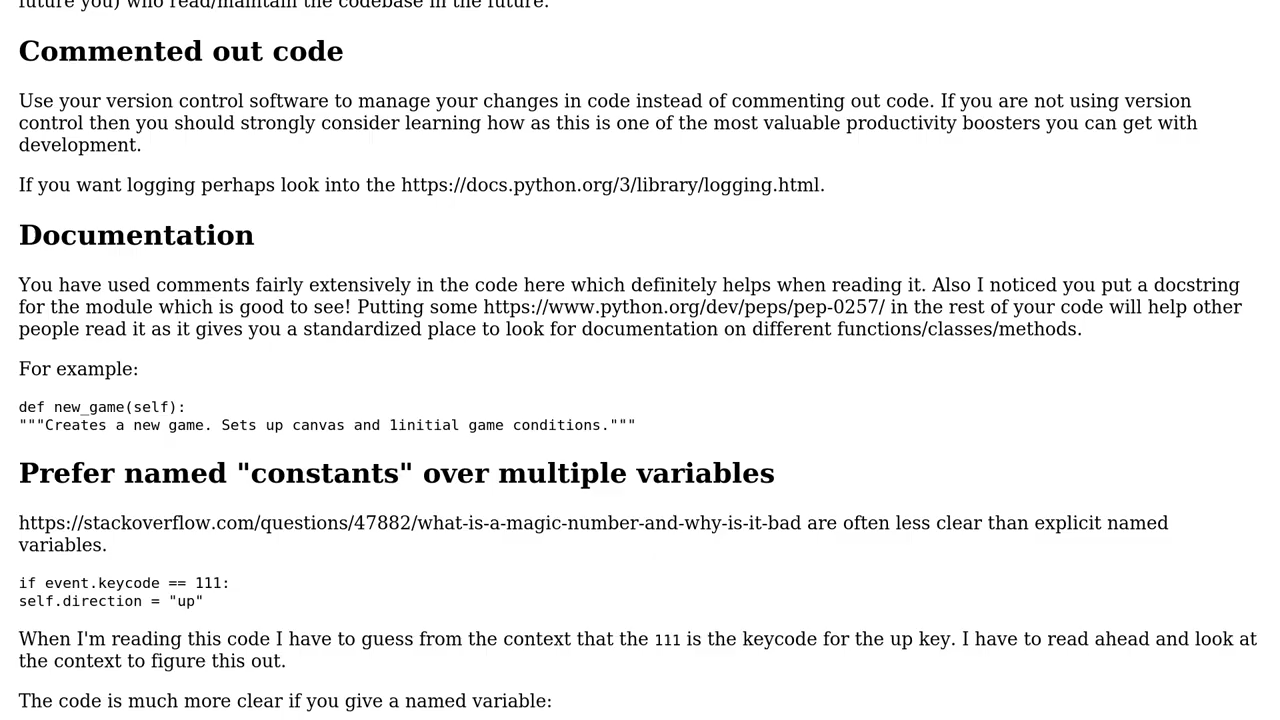 future you) who read/maintain the codebase in the future.
Commented out code
Use your version control software to manage your changes in code instead of commenting out code. If you are not using version
control then you should strongly consider learning how as this is one of the most valuable productivity boosters you can get with
development.
If you want logging perhaps look into the https://docs.python.org/3/library/logging.html.
Documentation
You have used comments fairly extensively in the code here which definitely helps when reading it. Also I noticed you put a docstring
for the module which is good to see! Putting some https://www.python.org/dev/peps/pep-0257/ in the rest of your code will help other
people read it as it gives you a standardized place to look for documentation on different functions/classes/methods.
For example:
def new_game(self):
"""Creates a new game. Sets up canvas and 1initial game conditions."""
Prefer named "constants" over multiple variables
https://stackoverflow.com/questions/47882/what-is-a-magic-number-and-why-is-it-bad are often less clear than explicit named
variables.
if event.keycode == 111:
self.direction = "up"
When I'm reading this code I have to guess from the context that the 111 is the keycode for the up key. I have to read ahead and look at
the context to figure this out.
The code is much more clear if you give a named variable: